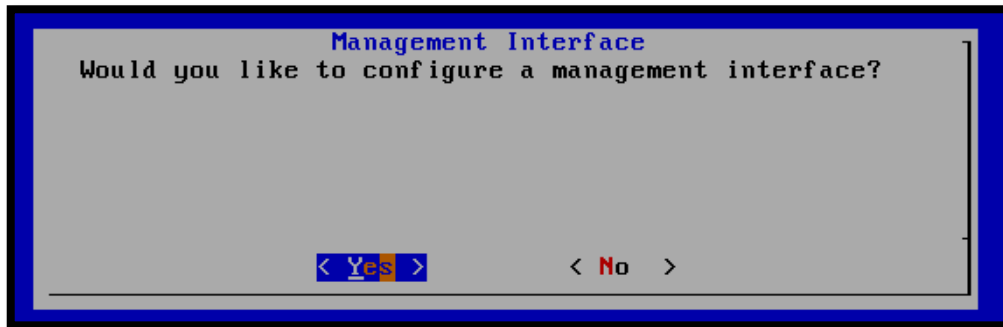 Management Interface
Would you like to configure a management interface?
< Yes > < No >